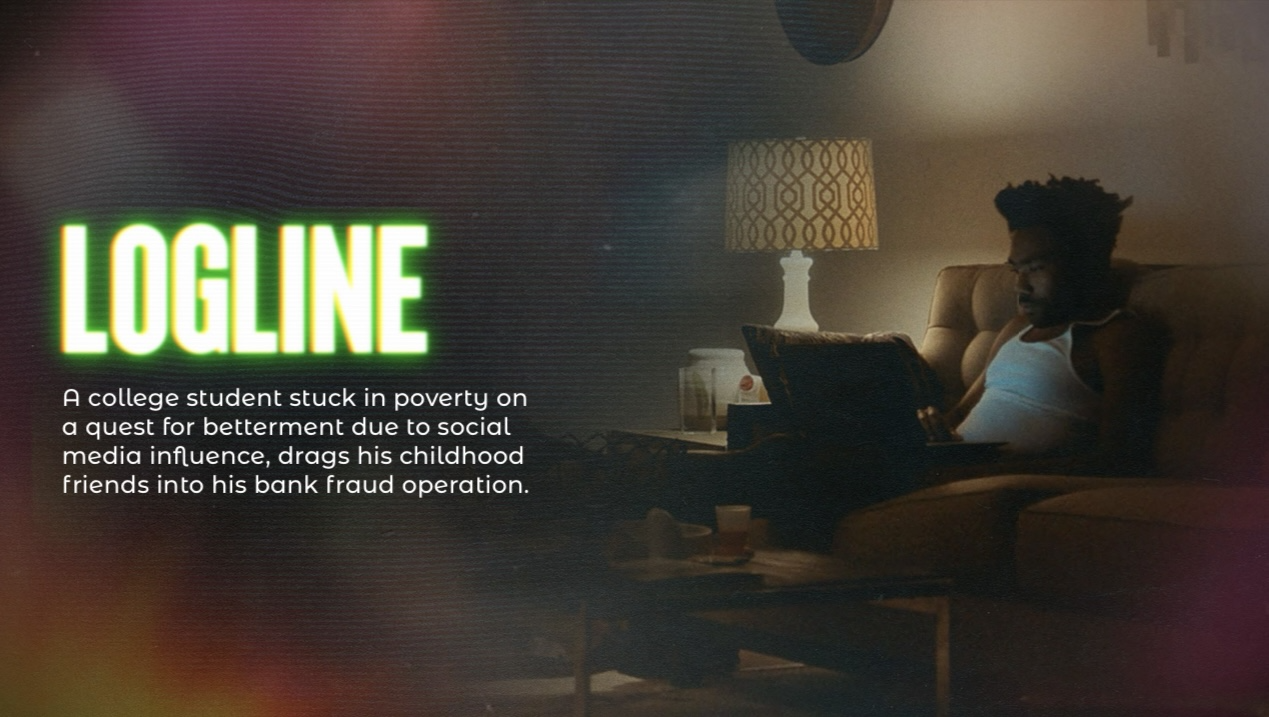 LOGLINE
A college student stuck in poverty on
a quest for betterment due to social
media influence, drags his childhood
friends into his bank fraud operation.